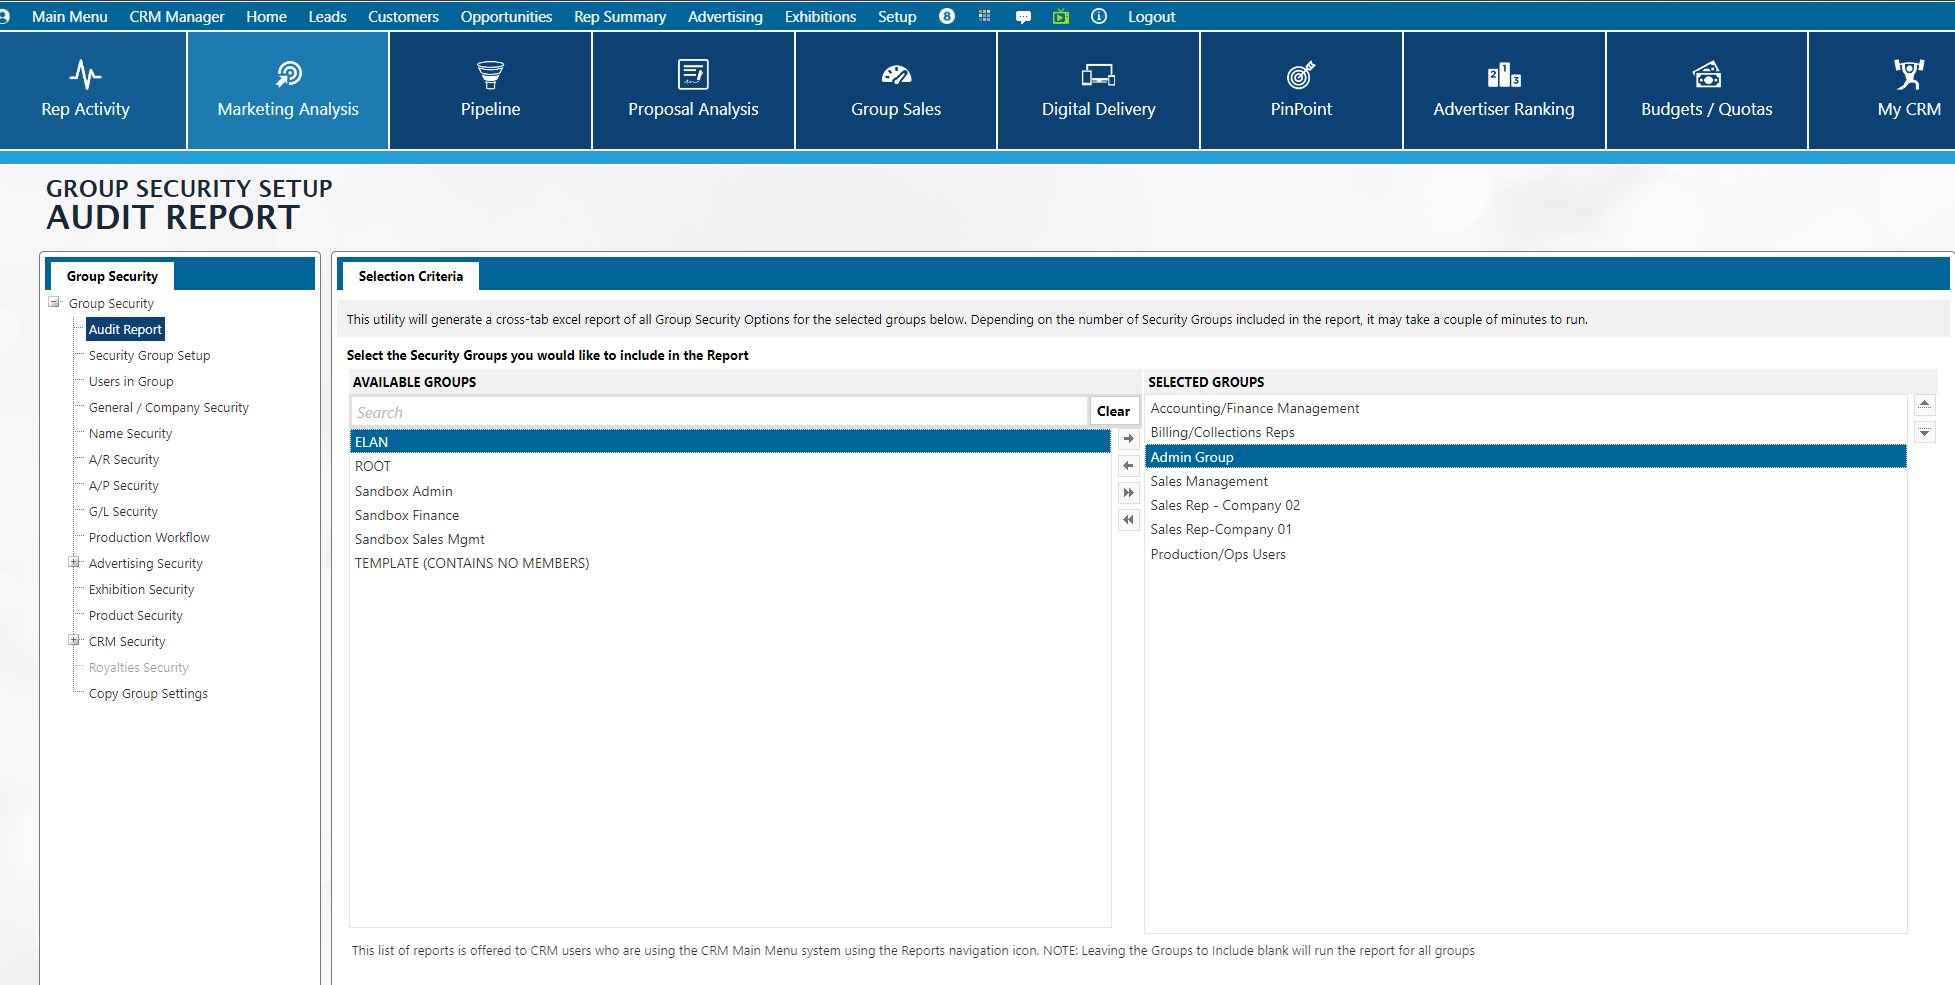 Main Menu CRM Manager Home Leads Customers Opportunities Rep Summary Advertising Exhibitions Setup 8 Logout
Rep Activity Marketing Analysis Pipeline Proposal Analysis Group Sales Digital Delivery PinPoint Advertiser Ranking Budgets / Quotas My CRM
GROUP SECURITY SETUP
AUDIT REPORT
Group Security
Group Security
Audit Report
Security Group Setup
Users in Group
General / Company Security
Name Security
A/R Security
A/P Security
G/L Security
Production Workflow
Advertising Security
Exhibition Security
Product Security
CRM Security
Royalties Security
Copy Group Settings
Selection Criteria
This utility will generate a cross-tab excel report of all Group Security Options for the selected groups below. Depending on the number of Security Groups included in the report, it may take a couple of minutes to run.
Select the Security Groups you would like to include in the Report
AVAILABLE GROUPS
Search Clear
ELAN
ROOT
Sandbox Admin
Sandbox Finance
Sandbox Sales Mgmt
TEMPLATE (CONTAINS NO MEMBERS)
SELECTED GROUPS
Accounting/Finance Management
Billing/Collections Reps
Admin Group
Sales Management
Sales Rep - Company 02
Sales Rep-Company 01
Production/Ops Users
This list of reports is offered to CRM users who are using the CRM Main Menu system using the Reports navigation icon. NOTE: Leaving the Groups to Include blank will run the report for all groups